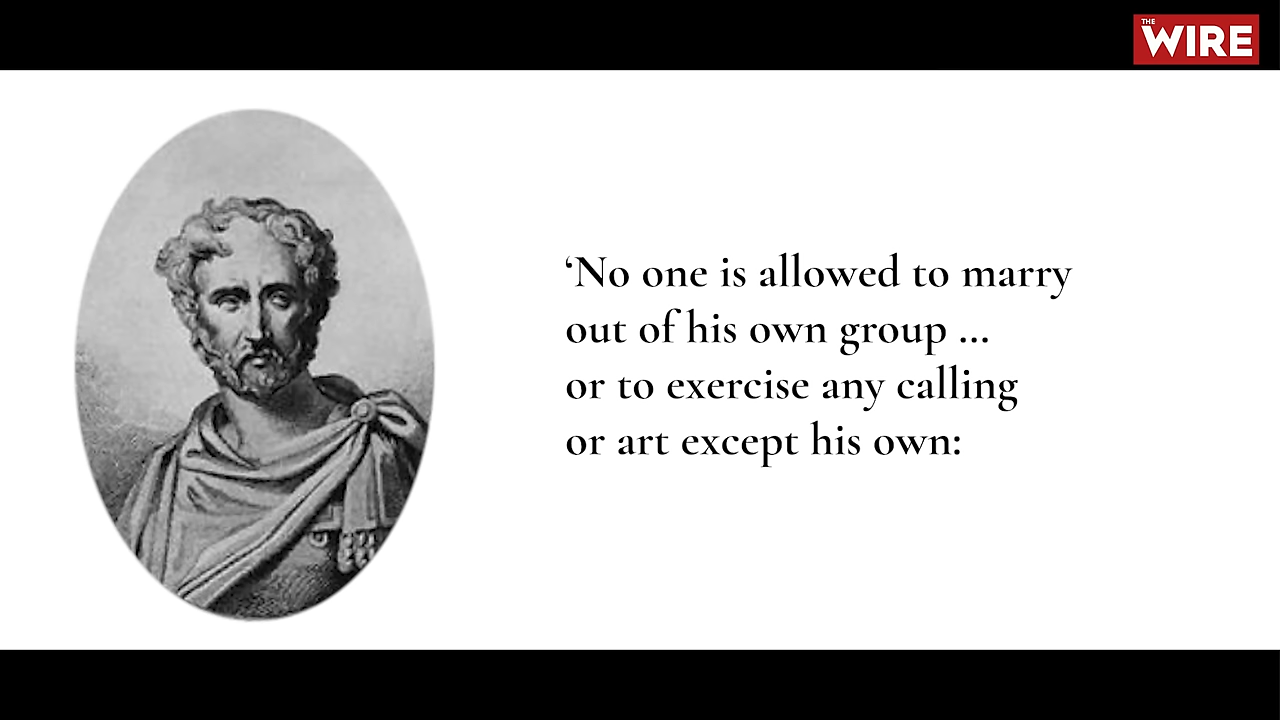 THE
WIRE
‘No one is allowed to marry
out of his own group ...
or to exercise any calling
or art except his own: